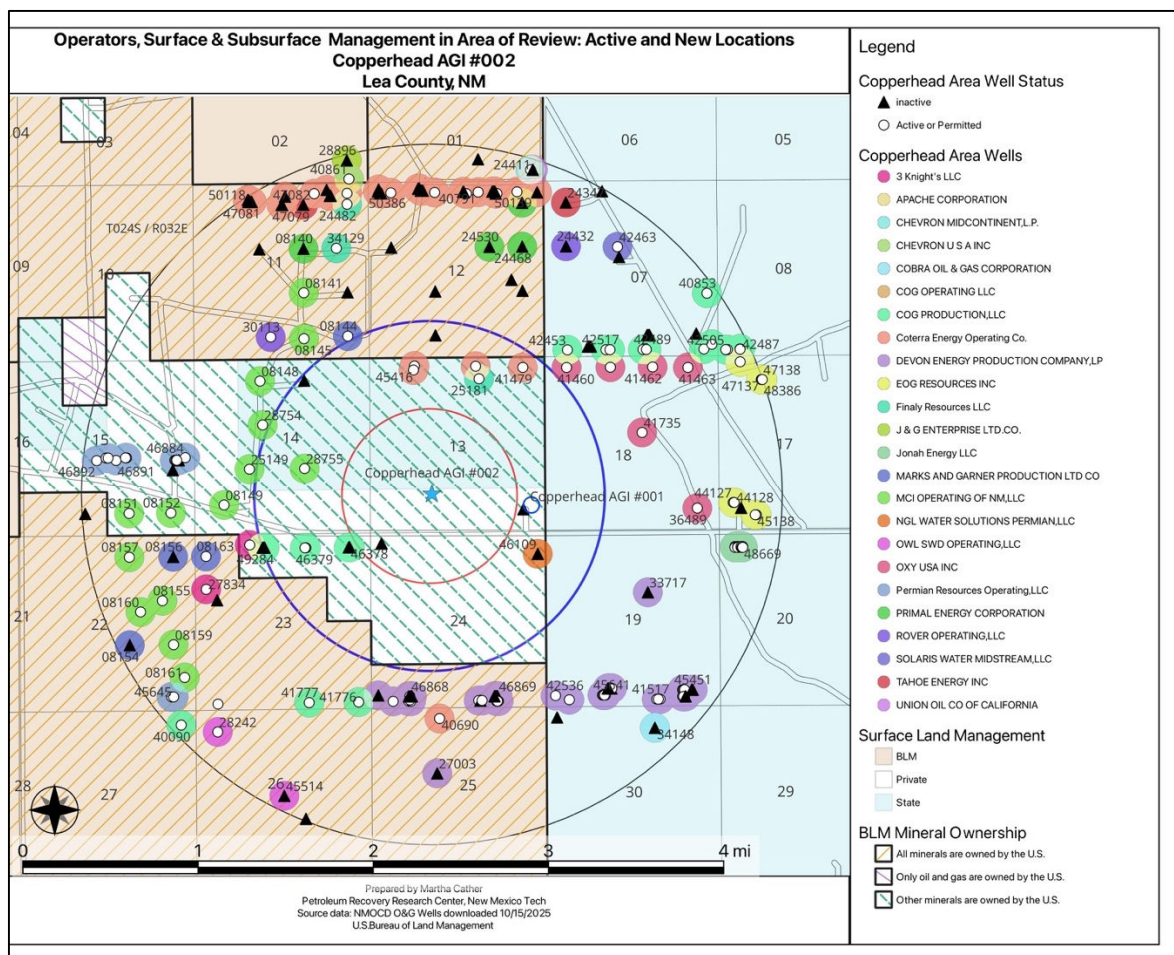 Operators, Surface & Subsurface Management in Area of Review: Active and New Locations
Copperhead AGI #002
Lea County, NM
04
03
02
01
06
05
28896
40861
24411
50118
47082
47081
47079
24482
50386
40791
50129
T024S / R032E
08140
34129
24530
24468
24432
42463
09
10
11
12
07
08
08141
40853
30113
08145
08144
42453
42517
42505
42487
45416
25181
41479
41460
41462
41463
47137
47138
48386
08148
28754
41735
16
15
14
13
18
17
46892
46891
46884
25149
28755
Copperhead AGI #002
Copperhead AGI #001
08151
08152
08149
44127
44128
36489
45138
08157
08156
08163
49284
46379
46378
46109
48669
27834
08155
08160
33717
21
22
23
24
19
20
08159
08154
08161
45645
41777
41776
46868
46869
42536
45641
41517
45451
40090
28242
40690
34148
27003
28
27
26
45514
25
30
29
0 1 2 3 4 mi
Prepared by Martha Cather
Petroleum Recovery Research Center, New Mexico Tech
Source data: NMOCD O&G Wells downloaded 10/15/2025
U.S.Bureau of Land Management
Legend
Copperhead Area Well Status
inactive
Active or Permitted
Copperhead Area Wells
3 Knight's LLC
APACHE CORPORATION
CHEVRON MIDCONTINENT,L.P.
CHEVRON U S A INC
COBRA OIL & GAS CORPORATION
COG OPERATING LLC
COG PRODUCTION,LLC
Coterra Energy Operating Co.
DEVON ENERGY PRODUCTION COMPANY,LP
EOG RESOURCES INC
Finaly Resources LLC
J & G ENTERPRISE LTD.CO.
Jonah Energy LLC
MARKS AND GARNER PRODUCTION LTD CO
MCI OPERATING OF NM,LLC
NGL WATER SOLUTIONS PERMIAN,LLC
OWL SWD OPERATING,LLC
OXY USA INC
Permian Resources Operating,LLC
PRIMAL ENERGY CORPORATION
ROVER OPERATING,LLC
SOLARIS WATER MIDSTREAM,LLC
TAHOE ENERGY INC
UNION OIL CO OF CALIFORNIA
Surface Land Management
BLM
Private
State
BLM Mineral Ownership
All minerals are owned by the U.S.
Only oil and gas are owned by the U.S.
Other minerals are owned by the U.S.